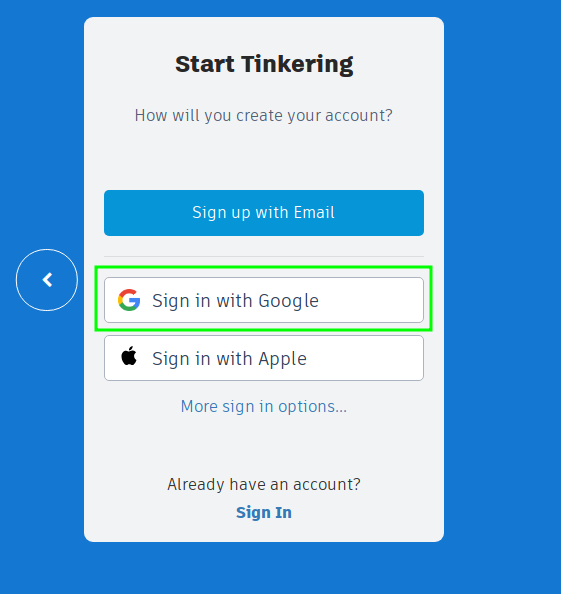 Start Tinkering
How will you create your account?
Sign up with Email
Sign in with Google
Sign in with Apple
More sign in options...
Already have an account?
Sign In